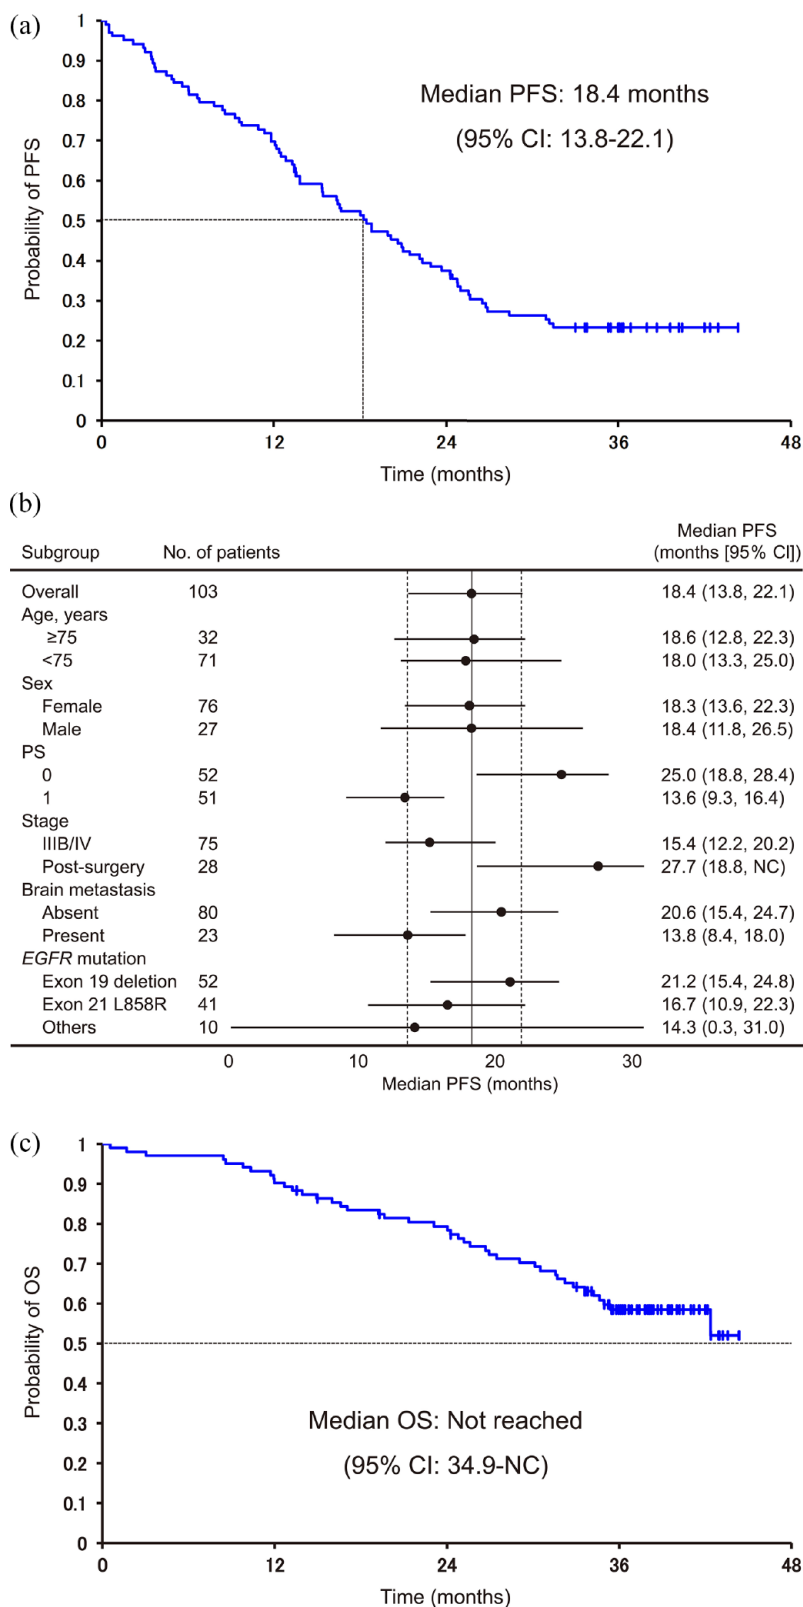 (a)
1
0.9
0.8
0.7
0.6
0.5
0.4
0.3
0.2
0.1
0
Probability of PFS
Median PFS: 18.4 months
(95% CI: 13.8-22.1)
0 12 24 36 48
Time (months)
(b)
Subgroup No. of patients Median PFS (months [95% CI])
Overall 103 18.4 (13.8, 22.1)
Age, years
≥75 32 18.6 (12.8, 22.3)
<75 71 18.0 (13.3, 25.0)
Sex
Female 76 18.3 (13.6, 22.3)
Male 27 18.4 (11.8, 26.5)
PS
0 52 25.0 (18.8, 28.4)
1 51 13.6 (9.3, 16.4)
Stage
IIIB/IV 75 15.4 (12.2, 20.2)
Post-surgery 28 27.7 (18.8, NC)
Brain metastasis
Absent 80 20.6 (15.4, 24.7)
Present 23 13.8 (8.4, 18.0)
EGFR mutation
Exon 19 deletion 52 21.2 (15.4, 24.8)
Exon 21 L858R 41 16.7 (10.9, 22.3)
Others 10 14.3 (0.3, 31.0)
0 10 20 30
Median PFS (months)
(c)
1
0.9
0.8
0.7
0.6
0.5
0.4
0.3
0.2
0.1
0
Probability of OS
Median OS: Not reached
(95% CI: 34.9-NC)
0 12 24 36 48
Time (months)